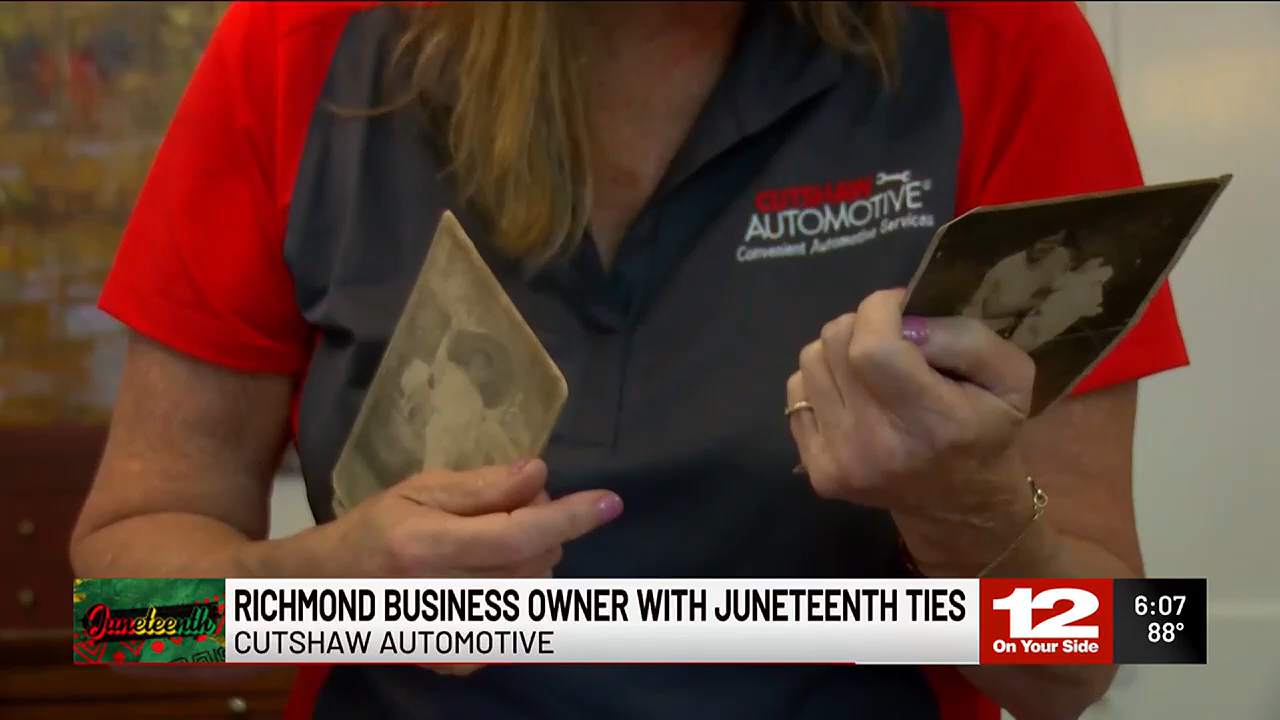 CUTSHAW
AUTOMOTIVE®
Convenient Automotive Services
Juneteenth
RICHMOND BUSINESS OWNER WITH JUNETEENTH TIES
CUTSHAW AUTOMOTIVE
12
On Your Side
6:07
88°